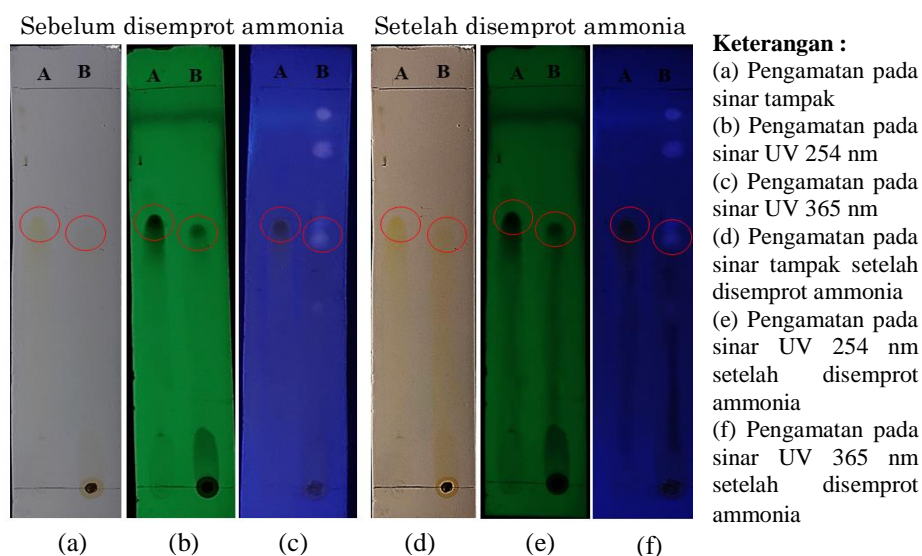 Sebelum disemprot ammonia
Setelah disemprot ammonia
A B
A B
A B
A B
A B
A B
(a)
(b)
(c)
(d)
(e)
(f)
Keterangan :
(a) Pengamatan pada
sinar tampak
(b) Pengamatan pada
sinar UV 254 nm
(c) Pengamatan pada
sinar UV 365 nm
(d) Pengamatan pada
sinar tampak setelah
disemprot ammonia
(e) Pengamatan pada
sinar UV 254 nm
setelah disemprot
ammonia
(f) Pengamatan pada
sinar UV 365 nm
setelah disemprot
ammonia